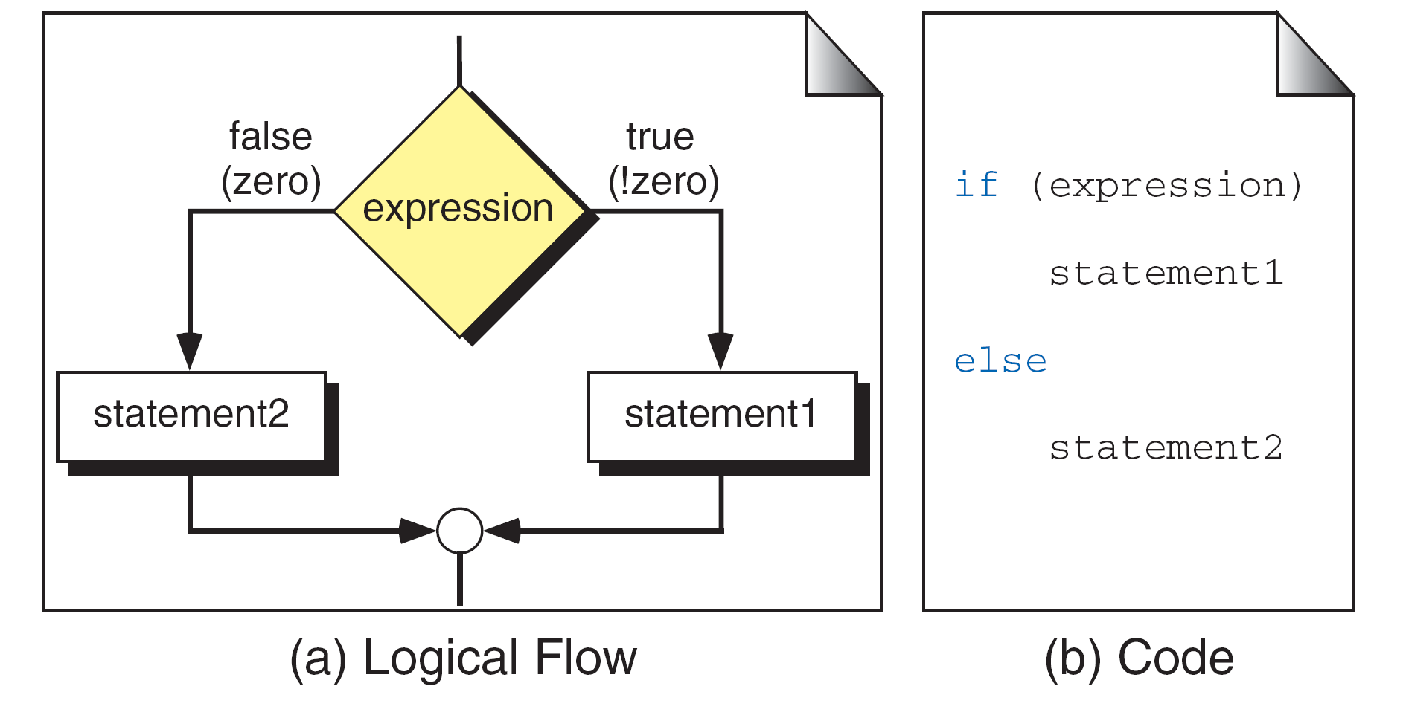 false
(zero)
true
(!zero)
expression
statement2
statement1
(a) Logical Flow
if (expression)
statement1
else
statement2
(b) Code